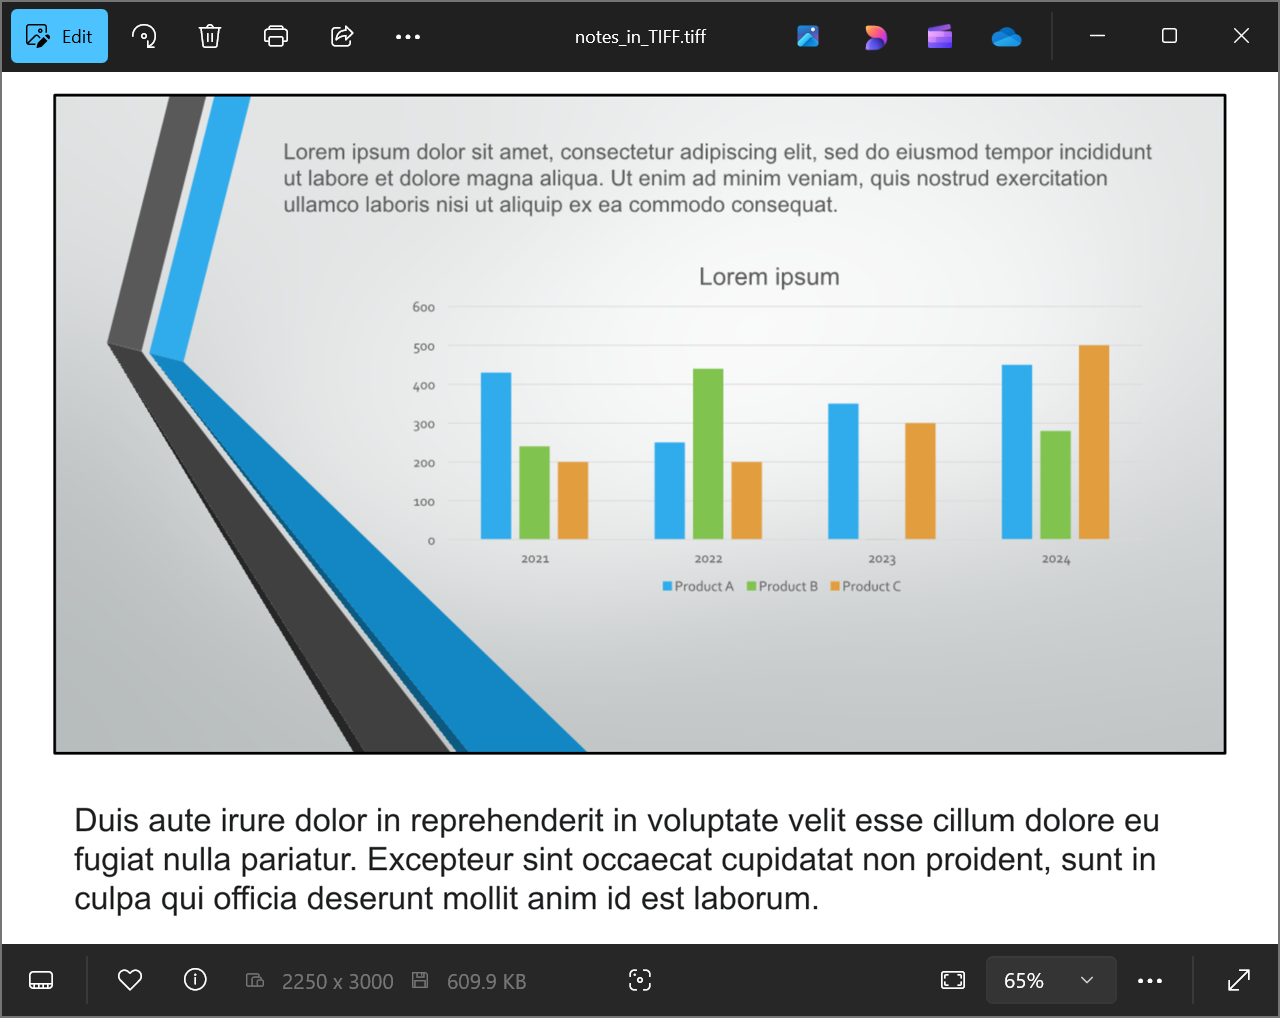 Edit
notes_in_TIFF.tiff
Lorem ipsum dolor sit amet, consectetur adipiscing elit, sed do eiusmod tempor incididunt
ut labore et dolore magna aliqua. Ut enim ad minim veniam, quis nostrud exercitation
ullamco laboris nisi ut aliquip ex ea commodo consequat.
Lorem ipsum
600
500
400
300
200
100
0
2021 2022 2023 2024
Product A Product B Product C
Duis aute irure dolor in reprehenderit in voluptate velit esse cillum dolore eu
fugiat nulla pariatur. Excepteur sint occaecat cupidatat non proident, sunt in
culpa qui officia deserunt mollit anim id est laborum.
2250 x 3000 609.9 KB 65%